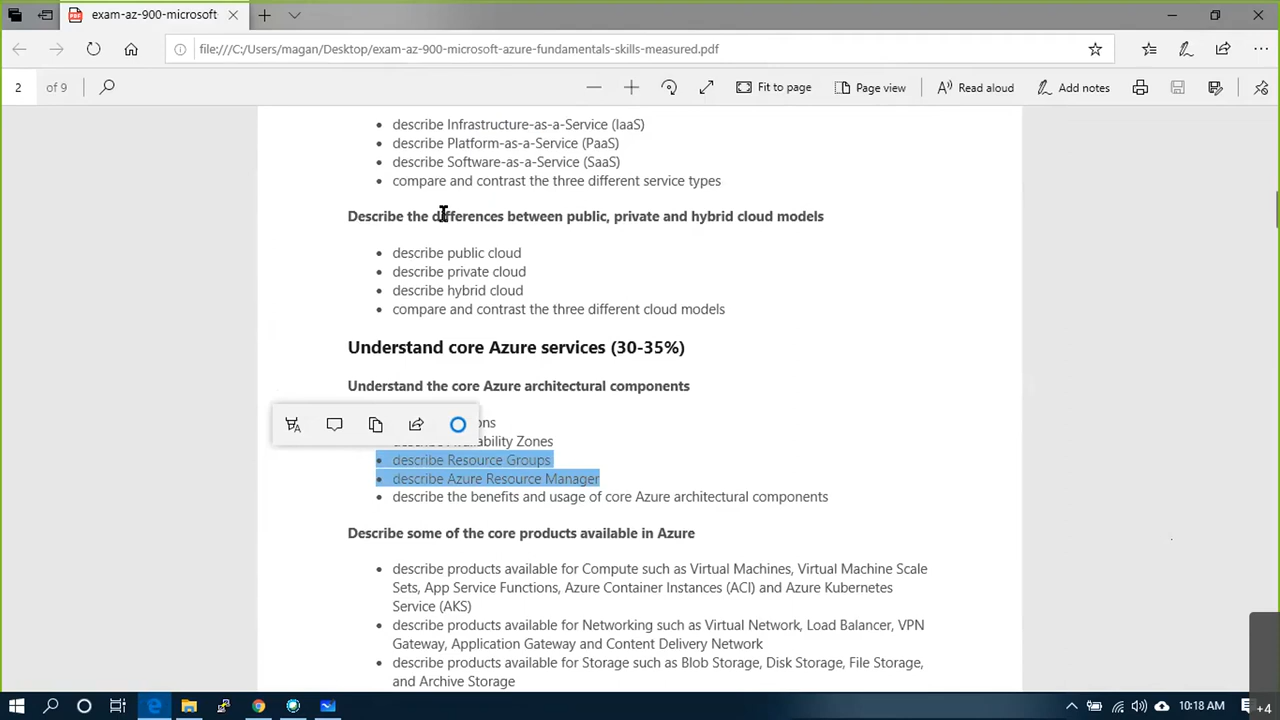 exam-az-900-microsoft-
file:///C:/Users/magan/Desktop/exam-az-900-microsoft-azure-fundamentals-skills-measured.pdf
2 of 9
Fit to page
Page view
Read aloud
Add notes
• describe Infrastructure-as-a-Service (IaaS)
• describe Platform-as-a-Service (PaaS)
• describe Software-as-a-Service (SaaS)
• compare and contrast the three different service types
Describe the differences between public, private and hybrid cloud models
• describe public cloud
• describe private cloud
• describe hybrid cloud
• compare and contrast the three different cloud models
Understand core Azure services (30-35%)
Understand the core Azure architectural components
ons
describe Availability Zones
• describe Resource Groups
• describe Azure Resource Manager
• describe the benefits and usage of core Azure architectural components
Describe some of the core products available in Azure
• describe products available for Compute such as Virtual Machines, Virtual Machine Scale
Sets, App Service Functions, Azure Container Instances (ACI) and Azure Kubernetes
Service (AKS)
• describe products available for Networking such as Virtual Network, Load Balancer, VPN
Gateway, Application Gateway and Content Delivery Network
• describe products available for Storage such as Blob Storage, Disk Storage, File Storage,
and Archive Storage
10:18 AM
+4